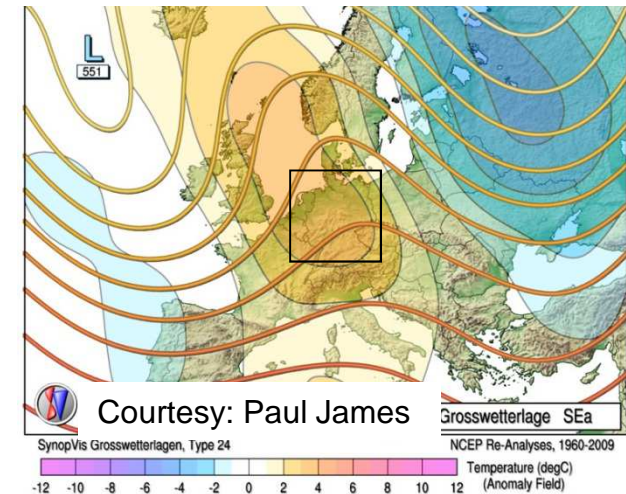 L
551
Courtesy: Paul James
Grosswetterlage SEa
SynopVis Grosswetterlagen, Type 24
NCEP Re-Analyses, 1960-2009
-12 -10 -8 -6 -4 -2 0 2 4 6 8 10 12
Temperature (degC)
(Anomaly Field)